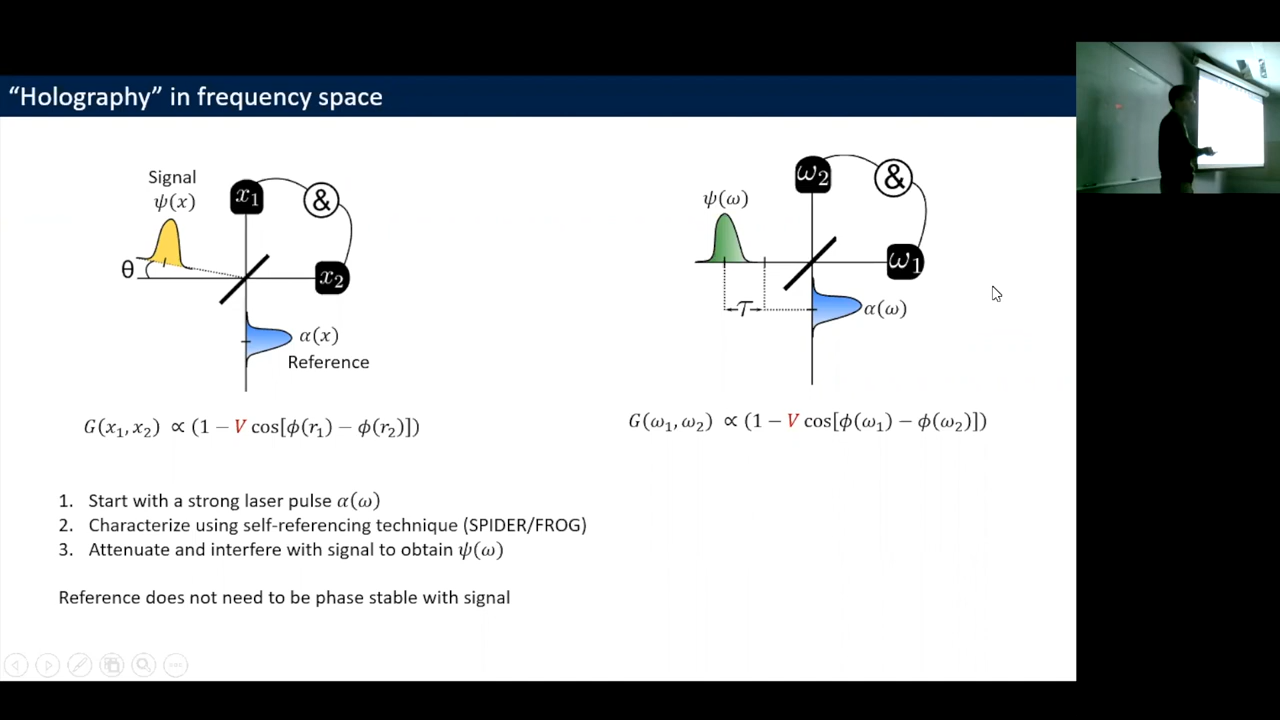 “Holography” in frequency space
Signal
ψ(x)
x₁
&
θ
x₂
α(x)
Reference
G(x₁, x₂) ∝ (1 − V cos[ϕ(r₁) − ϕ(r₂)])
ω₂
&
ψ(ω)
ω₁
τ
α(ω)
G(ω₁, ω₂) ∝ (1 − V cos[ϕ(ω₁) − ϕ(ω₂)])
1. Start with a strong laser pulse α(ω)
2. Characterize using self-referencing technique (SPIDER/FROG)
3. Attenuate and interfere with signal to obtain ψ(ω)
Reference does not need to be phase stable with signal